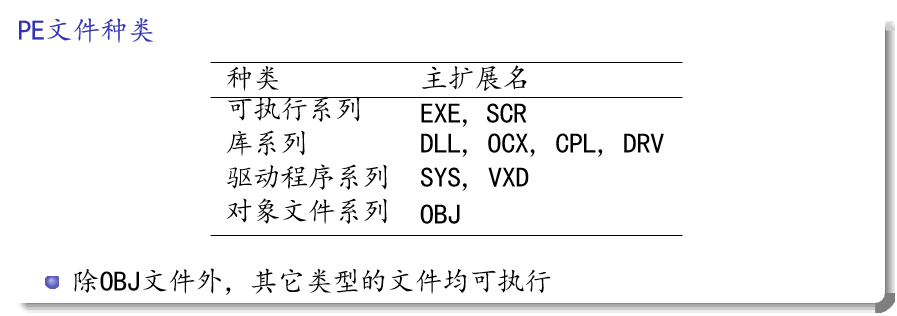 PE文件种类
种类 主扩展名
可执行系列 EXE, SCR
库系列 DLL, OCX, CPL, DRV
驱动程序系列 SYS, VXD
对象文件系列 OBJ
除OBJ文件外，其它类型的文件均可执行